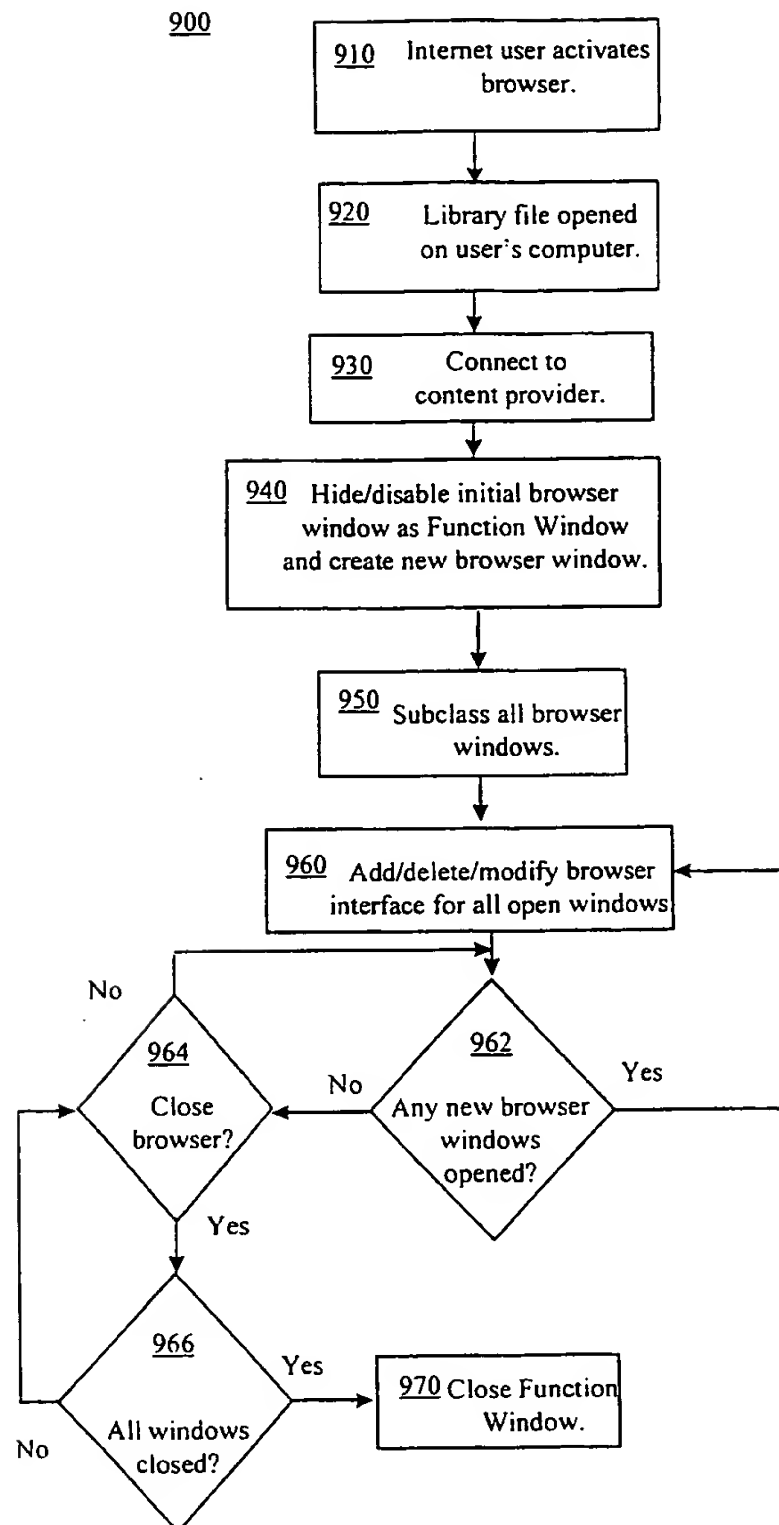 900
910 Internet user activates
browser.
920 Library file opened
on user's computer.
930 Connect to
content provider.
940 Hide/disable initial browser
window as Function Window
and create new browser window.
950 Subclass all browser
windows.
960 Add/delete/modify browser
interface for all open windows
No
964
Close
browser?
No
962
Any new browser
windows
opened?
Yes
Yes
966
All windows
closed?
No
Yes
970 Close Function
Window.